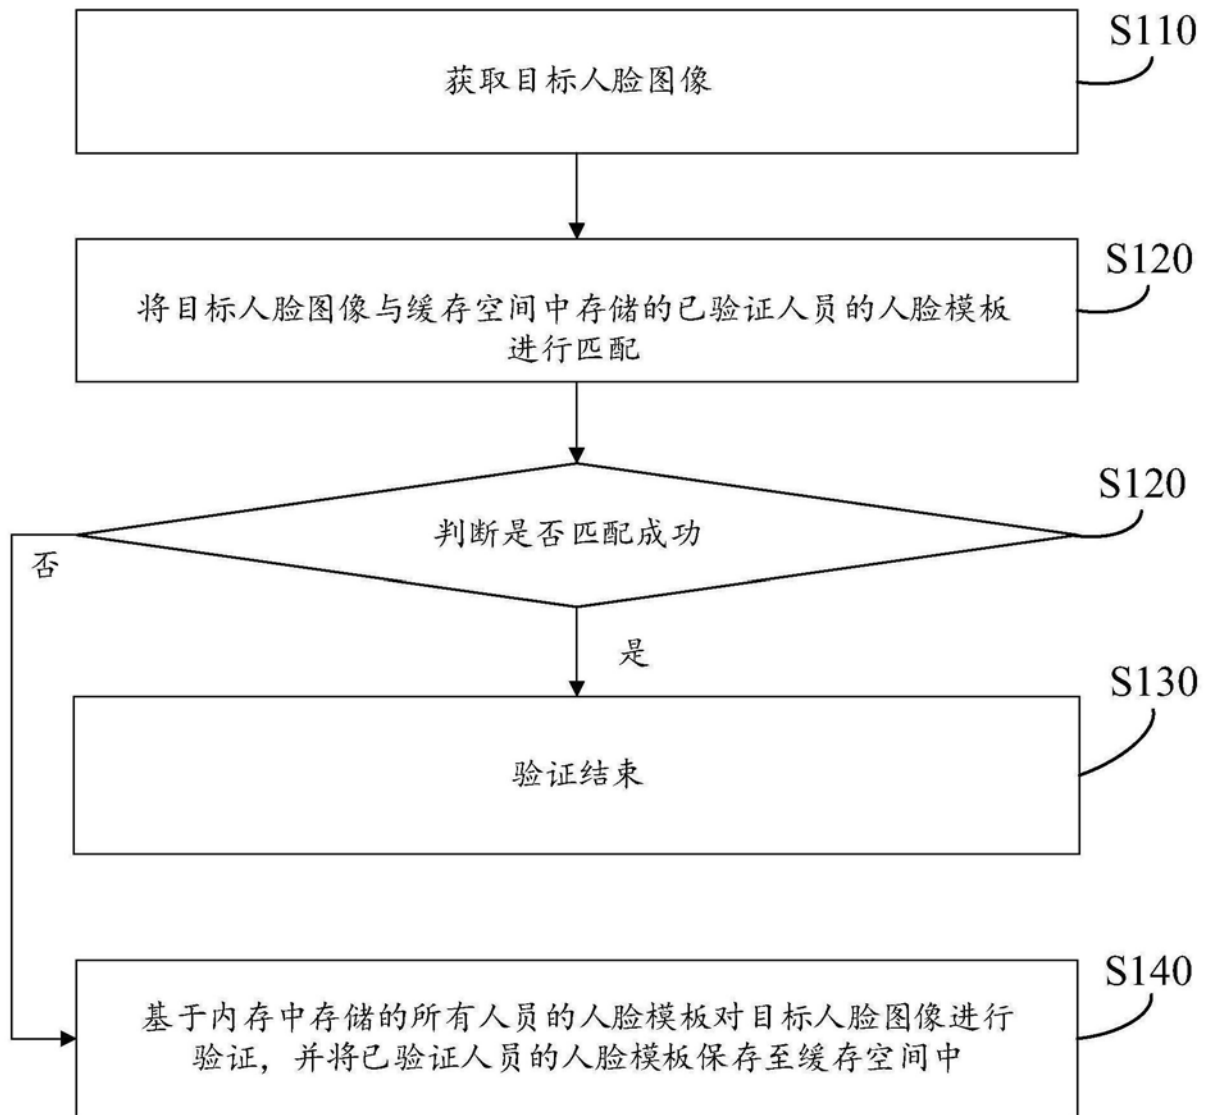 S110
获取目标人脸图像
S120
将目标人脸图像与缓存空间中存储的已验证人员的人脸模板
进行匹配
S120
判断是否匹配成功
否
是
S130
验证结束
S140
基于内存中存储的所有人员的人脸模板对目标人脸图像进行
验证，并将已验证人员的人脸模板保存至缓存空间中